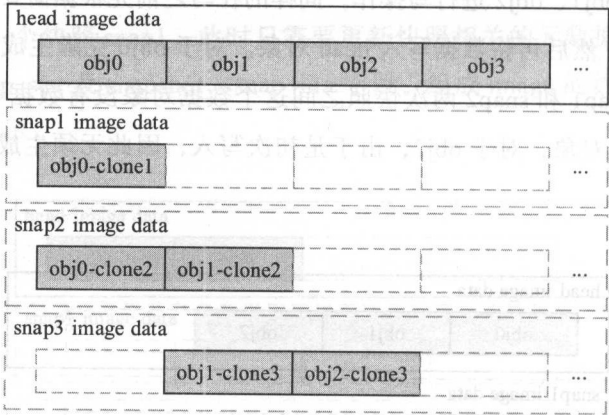 head image data
obj0 obj1 obj2 obj3 ...
snap1 image data
obj0-clone1 ...
snap2 image data
obj0-clone2 obj1-clone2 ...
snap3 image data
obj1-clone3 obj2-clone3 ...